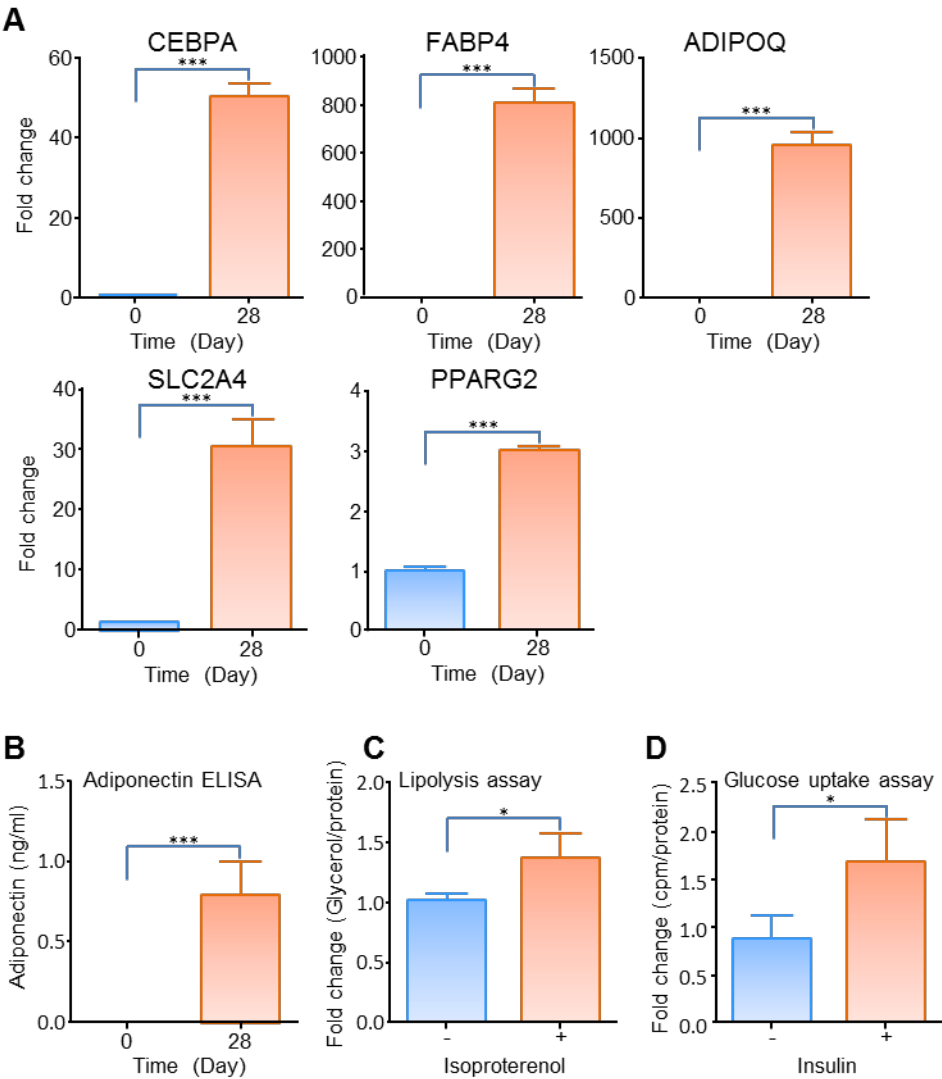 A
CEBPA
FABP4
ADIPOQ
Fold change
60
40
20
0
***
0 28
Time (Day)
1000
800
600
400
200
0
***
0 28
Time (Day)
1500
1000
500
0
***
0 28
Time (Day)
SLC2A4
PPARG2
Fold change
40
30
20
10
0
***
0 28
Time (Day)
4
3
2
1
0
***
0 28
Time (Day)
B
Adiponectin ELISA
Adiponectin (ng/ml)
1.5
1.0
0.5
0.0
***
0 28
Time (Day)
C
Lipolysis assay
Fold change (Glycerol/protein)
2.0
1.5
1.0
0.5
0.0
*
- +
Isoproterenol
D
Glucose uptake assay
Fold change (cpm/protein)
2.5
2.0
1.5
1.0
0.5
0.0
*
- +
Insulin